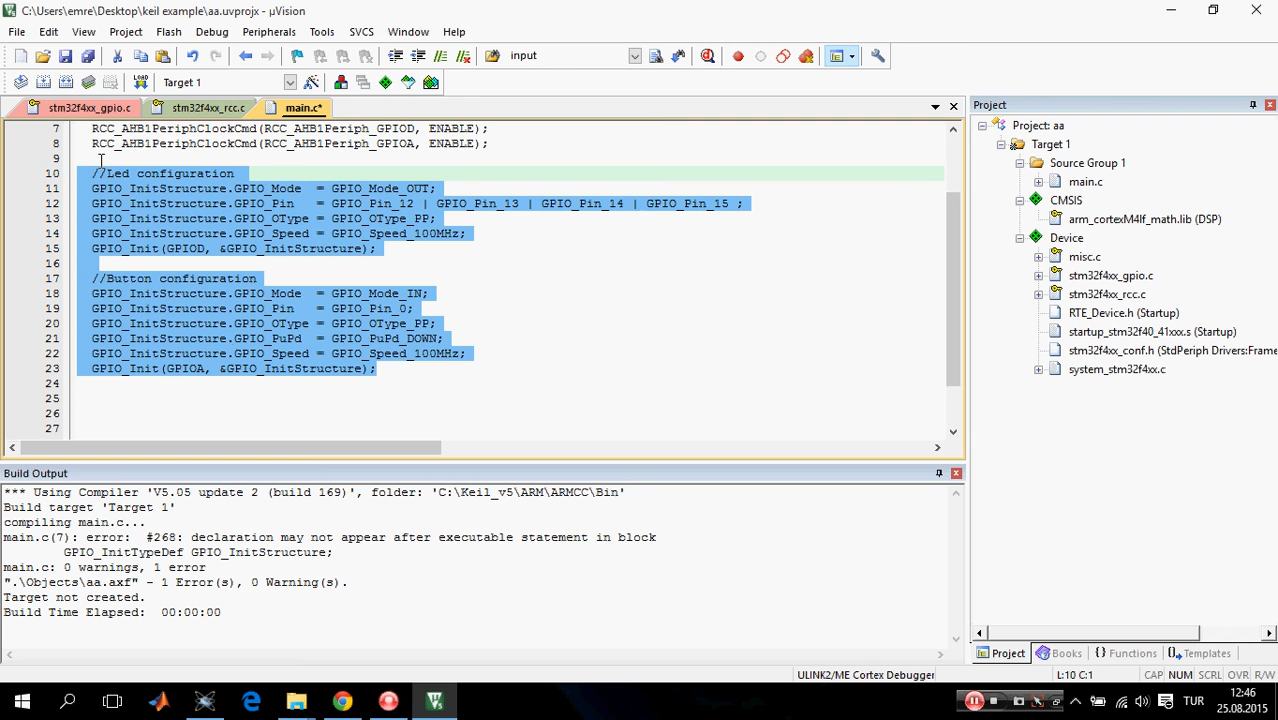 C:\Users\emre\Desktop\keil example\aa.uvprojx - µVision
File Edit View Project Flash Debug Peripherals Tools SVCS Window Help
input
LOAD Target 1
stm32f4xx_gpio.c stm32f4xx_rcc.c main.c*
7 RCC_AHB1PeriphClockCmd(RCC_AHB1Periph_GPIOD, ENABLE);
8 RCC_AHB1PeriphClockCmd(RCC_AHB1Periph_GPIOA, ENABLE);
9
10 //Led configuration
11 GPIO_InitStructure.GPIO_Mode = GPIO_Mode_OUT;
12 GPIO_InitStructure.GPIO_Pin = GPIO_Pin_12 | GPIO_Pin_13 | GPIO_Pin_14 | GPIO_Pin_15 ;
13 GPIO_InitStructure.GPIO_OType = GPIO_OType_PP;
14 GPIO_InitStructure.GPIO_Speed = GPIO_Speed_100MHz;
15 GPIO_Init(GPIOD, &GPIO_InitStructure);
16
17 //Button configuration
18 GPIO_InitStructure.GPIO_Mode = GPIO_Mode_IN;
19 GPIO_InitStructure.GPIO_Pin = GPIO_Pin_0;
20 GPIO_InitStructure.GPIO_OType = GPIO_OType_PP;
21 GPIO_InitStructure.GPIO_PuPd = GPIO_PuPd_DOWN;
22 GPIO_InitStructure.GPIO_Speed = GPIO_Speed_100MHz;
23 GPIO_Init(GPIOA, &GPIO_InitStructure);
24
25
26
27
Project
Project: aa
Target 1
Source Group 1
main.c
CMSIS
arm_cortexM4lf_math.lib (DSP)
Device
misc.c
stm32f4xx_gpio.c
stm32f4xx_rcc.c
RTE_Device.h (Startup)
startup_stm32f40_41xxx.s (Startup)
stm32f4xx_conf.h (StdPeriph Drivers:Frame
system_stm32f4xx.c
Project Books {} Functions Templates
Build Output
*** Using Compiler 'V5.05 update 2 (build 169)', folder: 'C:\Keil_v5\ARM\ARMCC\Bin'
Build target 'Target 1'
compiling main.c...
main.c(7): error: #268: declaration may not appear after executable statement in block
GPIO_InitTypeDef GPIO_InitStructure;
main.c: 0 warnings, 1 error
".\Objects\aa.axf" - 1 Error(s), 0 Warning(s).
Target not created.
Build Time Elapsed: 00:00:00
ULINK2/ME Cortex Debugger L:10 C:1 CAP NUM SCRL OVR R/W
TUR
12:46
25.08.2015